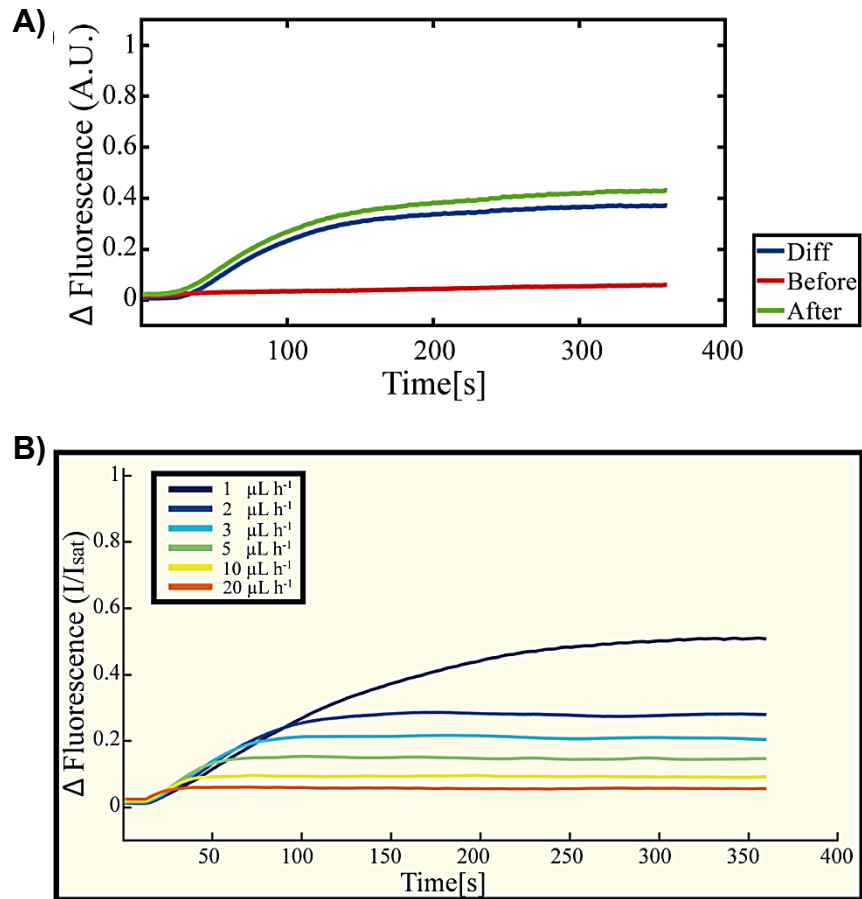 A)
Δ Fluorescence (A.U.)
1
0.8
0.6
0.4
0.2
0
100
200
300
400
Time[s]
Diff
Before
After
B)
Δ Fluorescence (I/Isat)
1
0.8
0.6
0.4
0.2
0
1 µL h⁻¹
2 µL h⁻¹
3 µL h⁻¹
5 µL h⁻¹
10 µL h⁻¹
20 µL h⁻¹
50
100
150
200
250
300
350
400
Time[s]